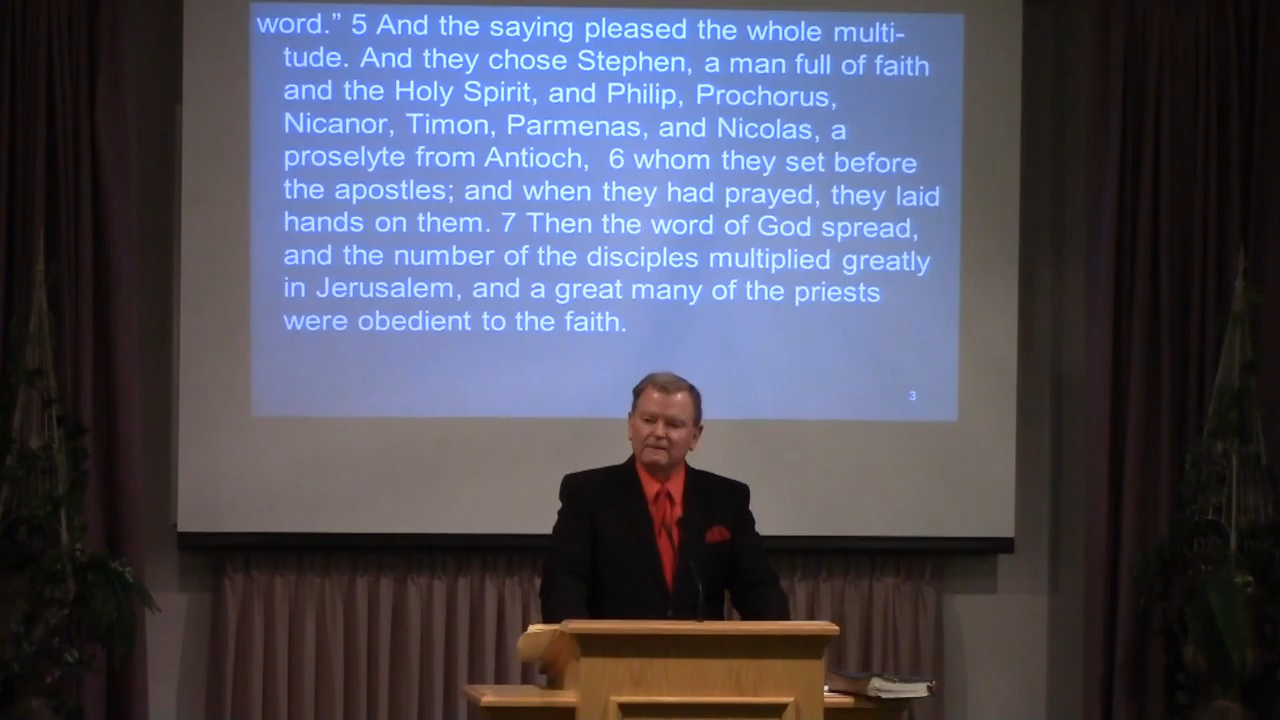 word.” 5 And the saying pleased the whole multi-
tude. And they chose Stephen, a man full of faith
and the Holy Spirit, and Philip, Prochorus,
Nicanor, Timon, Parmenas, and Nicolas, a
proselyte from Antioch,  6 whom they set before
the apostles; and when they had prayed, they laid
hands on them. 7 Then the word of God spread,
and the number of the disciples multiplied greatly
in Jerusalem, and a great many of the priests
were obedient to the faith.
3